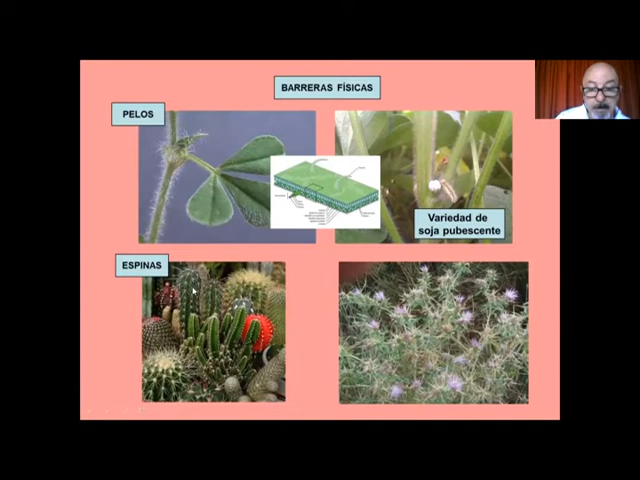 BARRERAS FÍSICAS
PELOS
Variedad de
soja pubescente
ESPINAS